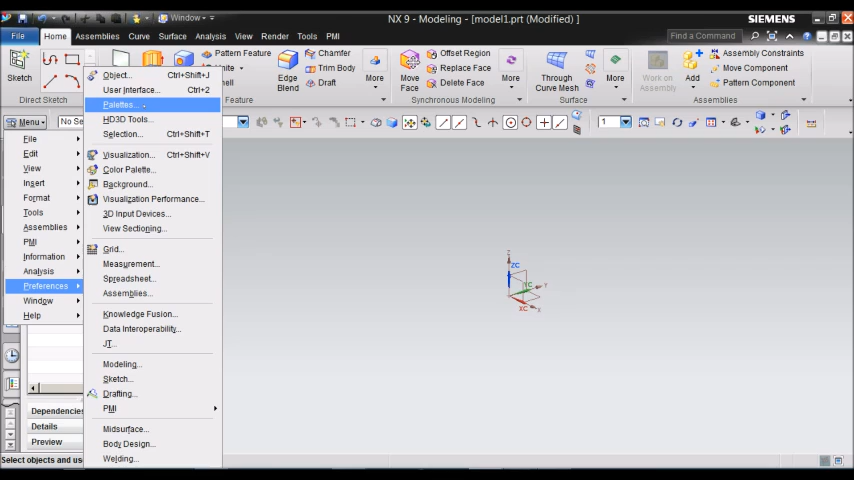 Window
NX 9 - Modeling - [model1.prt (Modified) ]
SIEMENS
File
Home
Assemblies
Curve
Surface
Analysis
View
Render
Tools
PMI
Find a Command
Sketch
Direct Sketch
Pattern Feature
Unite
Shell
Feature
Edge Blend
Chamfer
Trim Body
Draft
More
Move Face
Offset Region
Replace Face
Delete Face
More
Synchronous Modeling
Through Curve Mesh
Surface
More
Work on Assembly
Add
Assembly Constraints
Move Component
Pattern Component
Assemblies
Menu
No Se
1
File
Edit
View
Insert
Format
Tools
Assemblies
PMI
Information
Analysis
Preferences
Window
Help
Object... Ctrl+Shift+J
User Interface... Ctrl+2
Palettes...
HD3D Tools...
Selection... Ctrl+Shift+T
Visualization... Ctrl+Shift+V
Color Palette...
Background...
Visualization Performance...
3D Input Devices...
View Sectioning...
Grid...
Measurement...
Spreadsheet...
Assemblies...
Knowledge Fusion...
Data Interoperability...
JT...
Modeling...
Sketch...
Drafting...
PMI
Midsurface...
Body Design...
Welding...
Dependencies
Details
Preview
Select objects and us
Z
ZC
YC
Y
XC
X